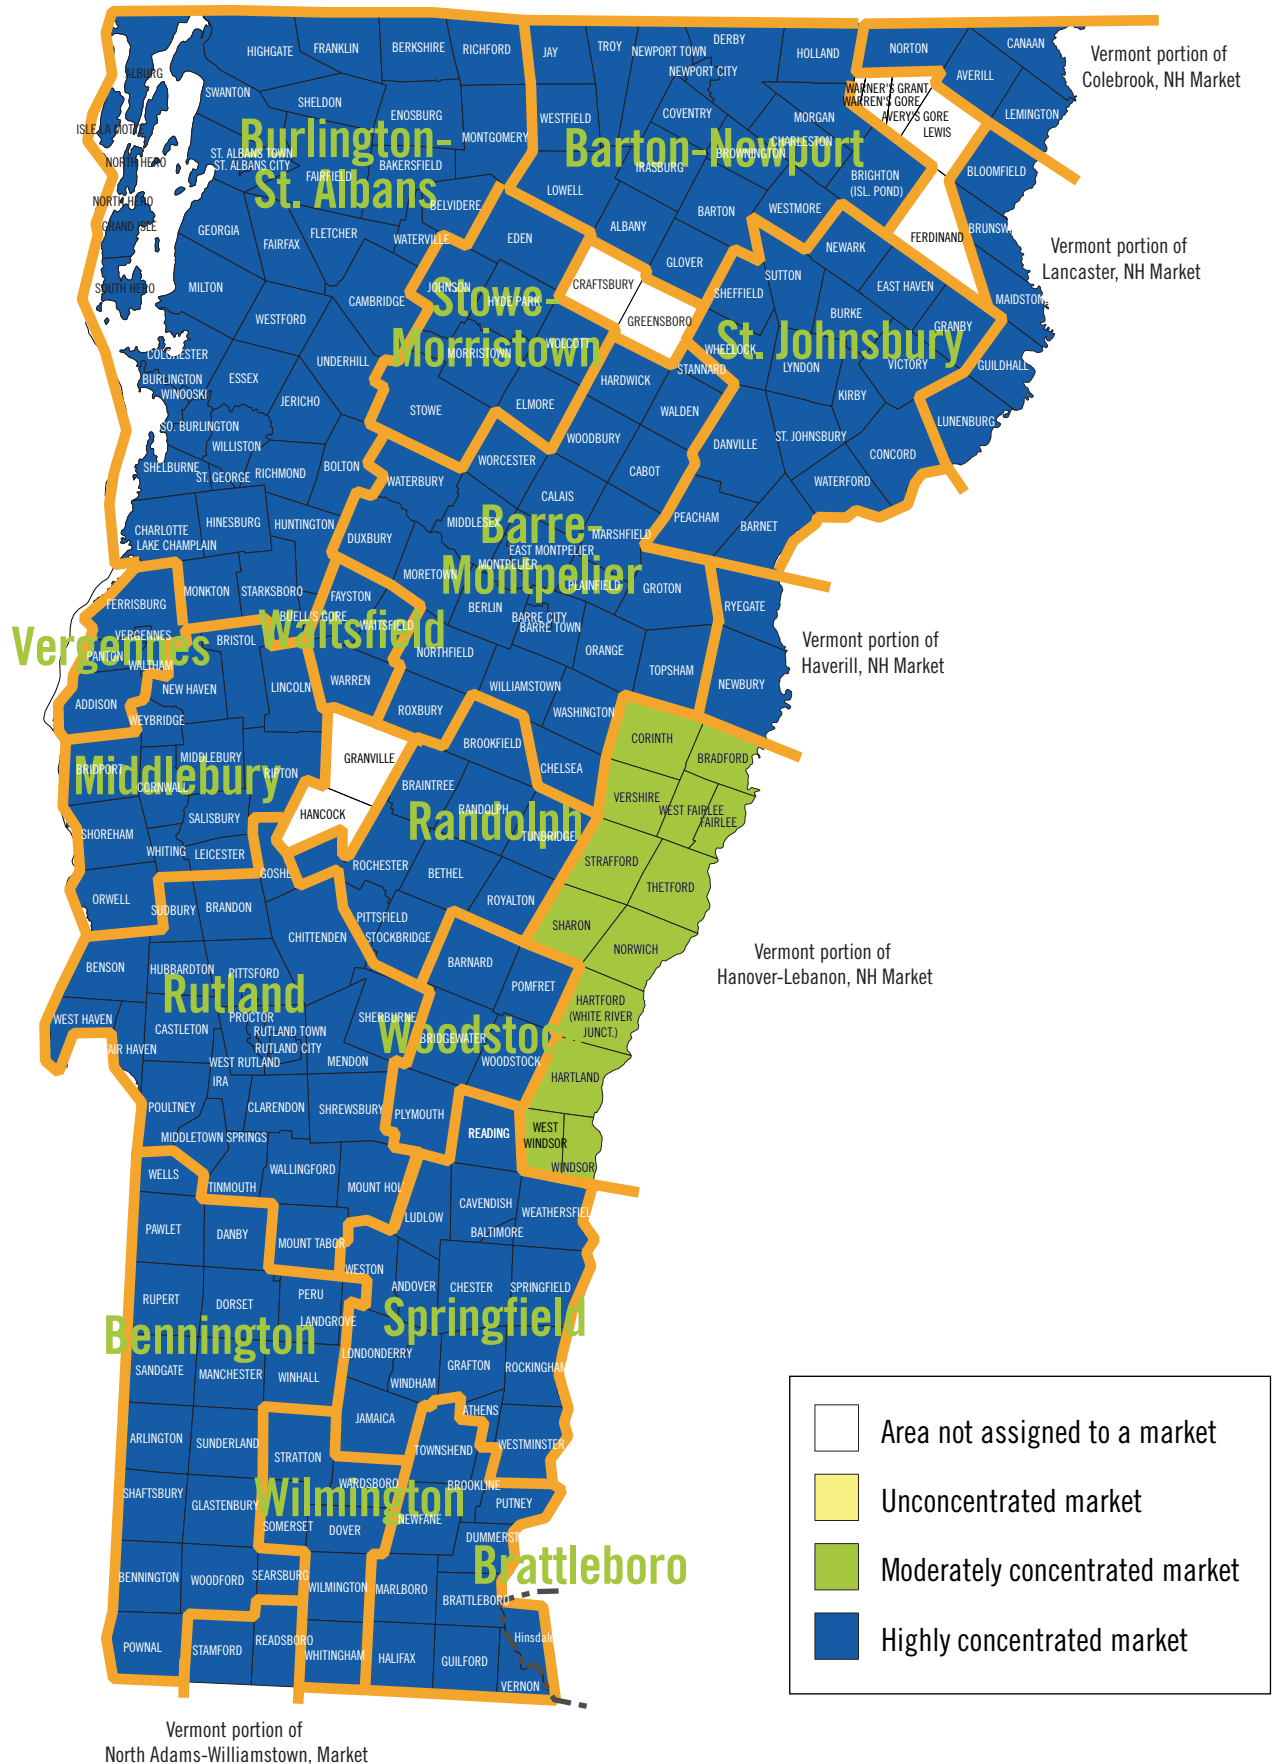 HIGHGATE
FRANKLIN
BERKSHIRE
RICHFORD
JAY
TROY
NEWPORT TOWN
DERBY
NEWPORT CITY
HOLLAND
NORTON
CANAAN
AVERILL
LEMINGTON
Vermont portion of
Colebrook, NH Market
ALBURG
SWANTON
SHELDON
ENOSBURG
MONTGOMERY
WESTFIELD
COVENTRY
MORGAN
CHARLESTON
WARNER'S GRANT
WARREN'S GORE
AVERY'S GORE
LEWIS
ISLE LA MOTTE
NORTH HERO
NORTH HERO
GRAND ISLE
SOUTH HERO
Burlington-
St. Albans
ST. ALBANS TOWN
ST. ALBANS CITY
FAIRFIELD
BAKERSFIELD
BELVIDERE
LOWELL
Barton-Newport
IRASBURG
BROWNINGTON
BRIGHTON
(ISL. POND)
BLOOMFIELD
GEORGIA
FAIRFAX
FLETCHER
WATERVILLE
EDEN
ALBANY
BARTON
WESTMORE
GLOVER
NEWARK
FERDINAND
BRUNSW
Vermont portion of
Lancaster, NH Market
MILTON
WESTFORD
CAMBRIDGE
JOHNSON
HYDE PARK
Stowe-
Morristown
MORRISTOWN
WOLCOTT
CRAFTSBURY
GREENSBORO
SHEFFIELD
SUTTON
BURKE
EAST HAVEN
GRANBY
MAIDSTON
St. Johnsbury
WHEELOCK
STANNARD
LYNDON
VICTORY
GUILDHALL
KIRBY
LUNENBURG
COLCHESTER
BURLINGTON
WINOOSKI
ESSEX
UNDERHILL
JERICHO
STOWE
ELMORE
HARDWICK
WALDEN
SO. BURLINGTON
WILLISTON
SHELBURNE
ST. GEORGE
RICHMOND
BOLTON
WATERBURY
WORCESTER
WOODBURY
CABOT
DANVILLE
ST. JOHNSBURY
CONCORD
WATERFORD
CHARLOTTE
LAKE CHAMPLAIN
HINESBURG
HUNTINGTON
DUXBURY
MIDDLESEX
CALAIS
MARSHFIELD
PEACHAM
BARNET
Barre-
Montpelier
EAST MONTPELIER
MONTPELIER
PLAINFIELD
MORETOWN
BERLIN
BARRE CITY
BARRE TOWN
GROTON
RYEGATE
FERRISBURG
MONKTON
STARKSBORO
BUELL'S GORE
FAYSTON
WAITSFIELD
Waitsfield
Vergennes
VERGENNES
PANTON
WALTHAM
BRISTOL
NEW HAVEN
LINCOLN
WARREN
NORTHFIELD
ROXBURY
WILLIAMSTOWN
ORANGE
WASHINGTON
TOPSHAM
NEWBURY
Vermont portion of
Haverill, NH Market
ADDISON
WEYBRIDGE
Middlebury
MIDDLEBURY
BRIDPORT
CORNWALL
RIPTON
GRANVILLE
HANCOCK
BROOKFIELD
CHELSEA
BRAINTREE
Randolph
RANDOLPH
TUNBRIDGE
CORINTH
BRADFORD
VERSHIRE
WEST FAIRLEE
FAIRLEE
SHOREHAM
SALISBURY
WHITING
LEICESTER
GOSHE
ROCHESTER
BETHEL
ROYALTON
STRAFFORD
THETFORD
ORWELL
SUDBURY
BRANDON
CHITTENDEN
PITTSFIELD
STOCKBRIDGE
SHARON
NORWICH
BENSON
HUBBARDTON
PITTSFORD
BARNARD
POMFRET
Vermont portion of
Hanover-Lebanon, NH Market
HARTFORD
(WHITE RIVER
JUNCT.)
Rutland
WEST HAVEN
CASTLETON
PROCTOR
RUTLAND TOWN
RUTLAND CITY
WEST RUTLAND
FAIR HAVEN
IRA
MENDON
SHERBURNE
Woodstoc
BRIDGEWATER
WOODSTOCK
HARTLAND
POULTNEY
CLARENDON
SHREWSBURY
PLYMOUTH
READING
WEST
WINDSOR
WINDSOR
MIDDLETOWN SPRINGS
WELLS
TINMOUTH
WALLINGFORD
MOUNT HOL
LUDLOW
CAVENDISH
WEATHERSFIEL
BALTIMORE
PAWLET
DANBY
MOUNT TABOR
WESTON
ANDOVER
CHESTER
SPRINGFIELD
RUPERT
DORSET
PERU
LANDGROVE
Bennington
Springfield
LONDONDERRY
GRAFTON
ROCKINGHAM
SANDGATE
MANCHESTER
WINHALL
WINDHAM
JAMAICA
ATHENS
TOWNSHEND
WESTMINSTER
ARLINGTON
SUNDERLAND
STRATTON
WARDSBORO
BROOKLINE
PUTNEY
SHAFTSBURY
GLASTENBURY
Wilmington
SOMERSET
DOVER
NEWFANE
DUMMERST
Brattleboro
BENNINGTON
WOODFORD
SEARSBURG
WILMINGTON
MARLBORO
BRATTLEBORO
POWNAL
STAMFORD
READSBORO
WHITINGHAM
HALIFAX
GUILFORD
Hinsdale
VERNON
Vermont portion of
North Adams-Williamstown, Market
Area not assigned to a market
Unconcentrated market
Moderately concentrated market
Highly concentrated market